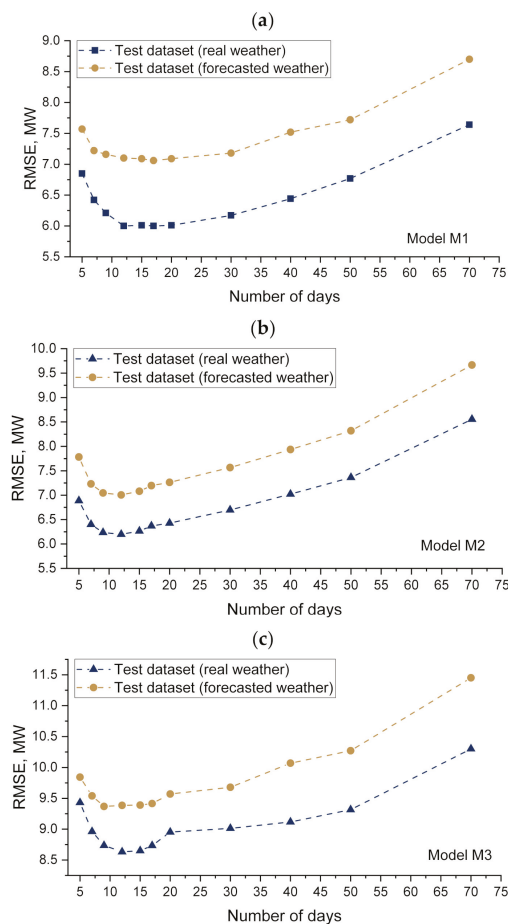 (a)
9.0
8.5
8.0
7.5
7.0
6.5
6.0
5.5
RMSE, MW
Test dataset (real weather)
Test dataset (forecasted weather)
Model M1
5 10 15 20 25 30 35 40 45 50 55 60 65 70 75
Number of days
(b)
10.0
9.5
9.0
8.5
8.0
7.5
7.0
6.5
6.0
5.5
RMSE, MW
Test dataset (real weather)
Test dataset (forecasted weather)
Model M2
5 10 15 20 25 30 35 40 45 50 55 60 65 70 75
Number of days
(c)
11.5
11.0
10.5
10.0
9.5
9.0
8.5
RMSE, MW
Test dataset (real weather)
Test dataset (forecasted weather)
Model M3
5 10 15 20 25 30 35 40 45 50 55 60 65 70 75
Number of days